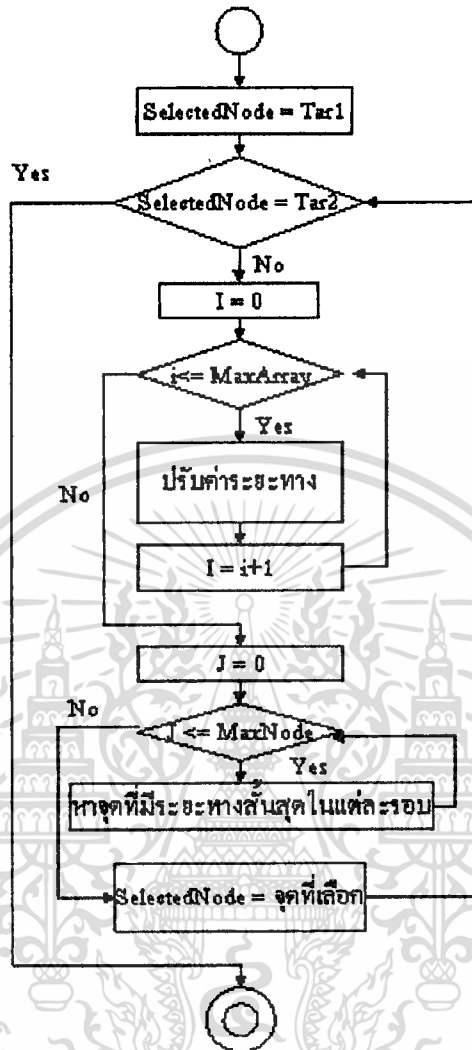 SelectedNode = Tar1
Yes
SelectedNode = Tar2
No
I = 0
i<= MaxArray
Yes
No
ปรับค่าระยะทาง
I = i+1
J = 0
No
J <= MaxNode
Yes
หาจุดที่มีระยะทางสั้นสุดในแต่ละรอบ
SelectedNode = จุดที่เลือก